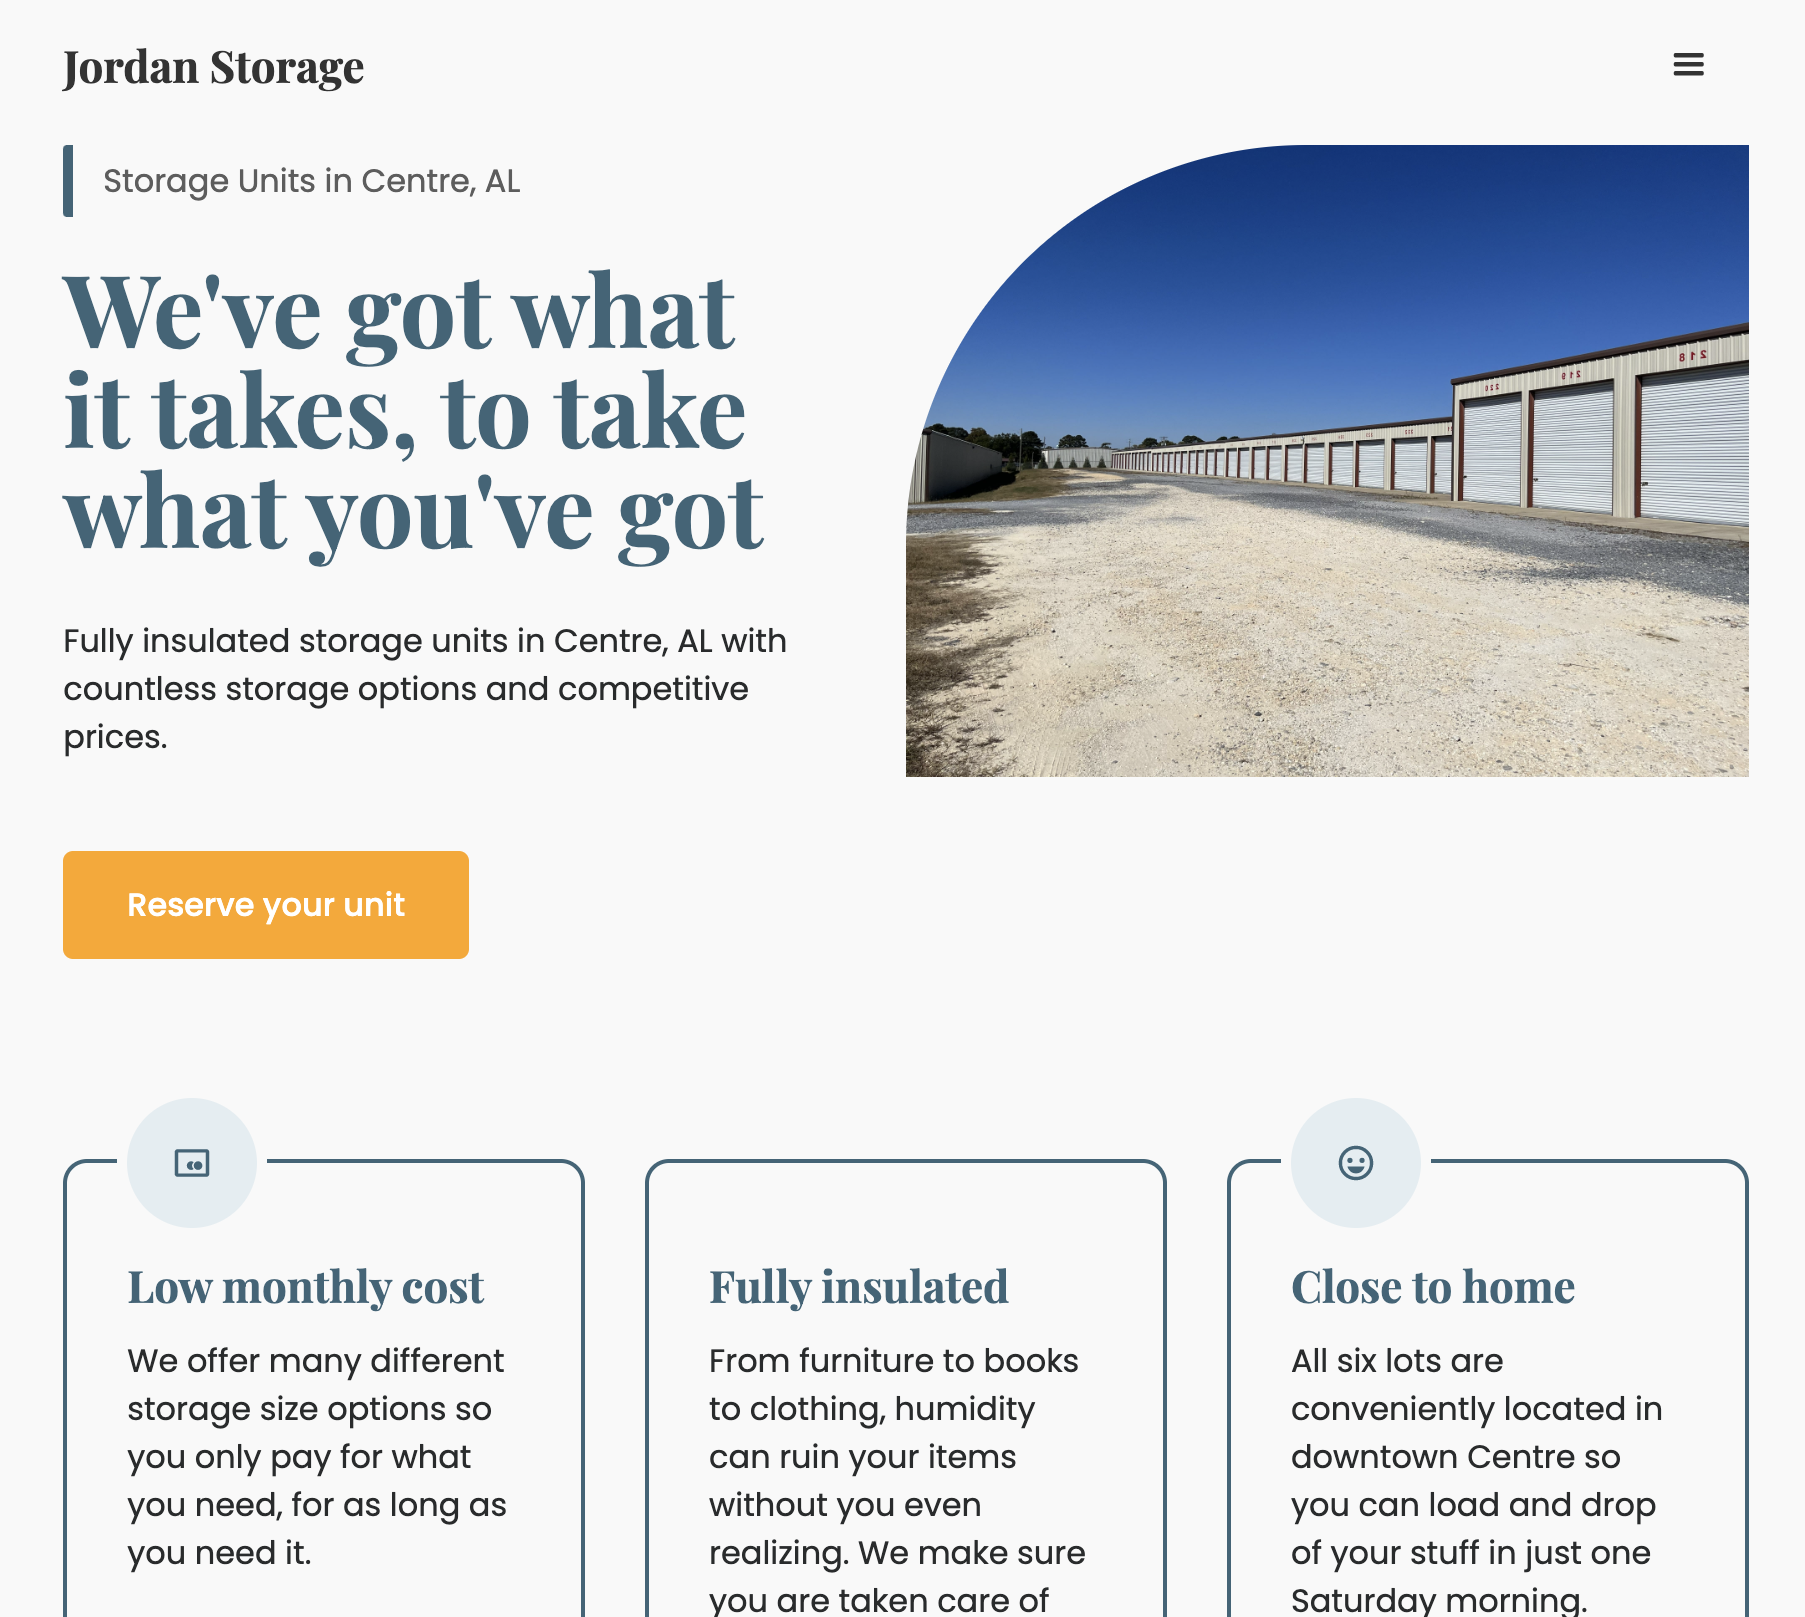 Jordan Storage
Storage Units in Centre, AL
We've got what
it takes, to take
what you've got
Fully insulated storage units in Centre, AL with
countless storage options and competitive
prices.
218
219
220
Reserve your unit
Low monthly cost
We offer many different
storage size options so
you only pay for what
you need, for as long as
you need it.
Fully insulated
From furniture to books
to clothing, humidity
can ruin your items
without you even
realizing. We make sure
you are taken care of
Close to home
All six lots are
conveniently located in
downtown Centre so
you can load and drop
of your stuff in just one
Saturday morning.